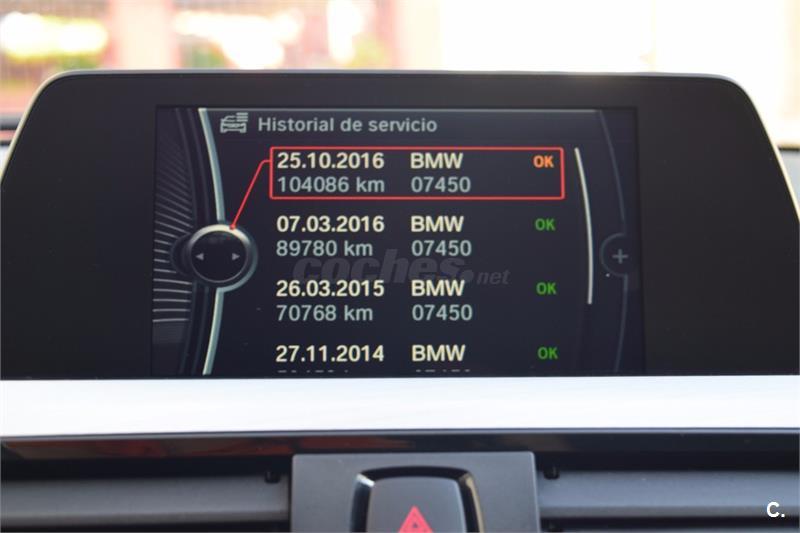 Historial de servicio
25.10.2016 BMW OK
104086 km 07450
07.03.2016 BMW OK
89780 km 07450
coches.net
26.03.2015 BMW OK
70768 km 07450
27.11.2014 BMW OK
C.